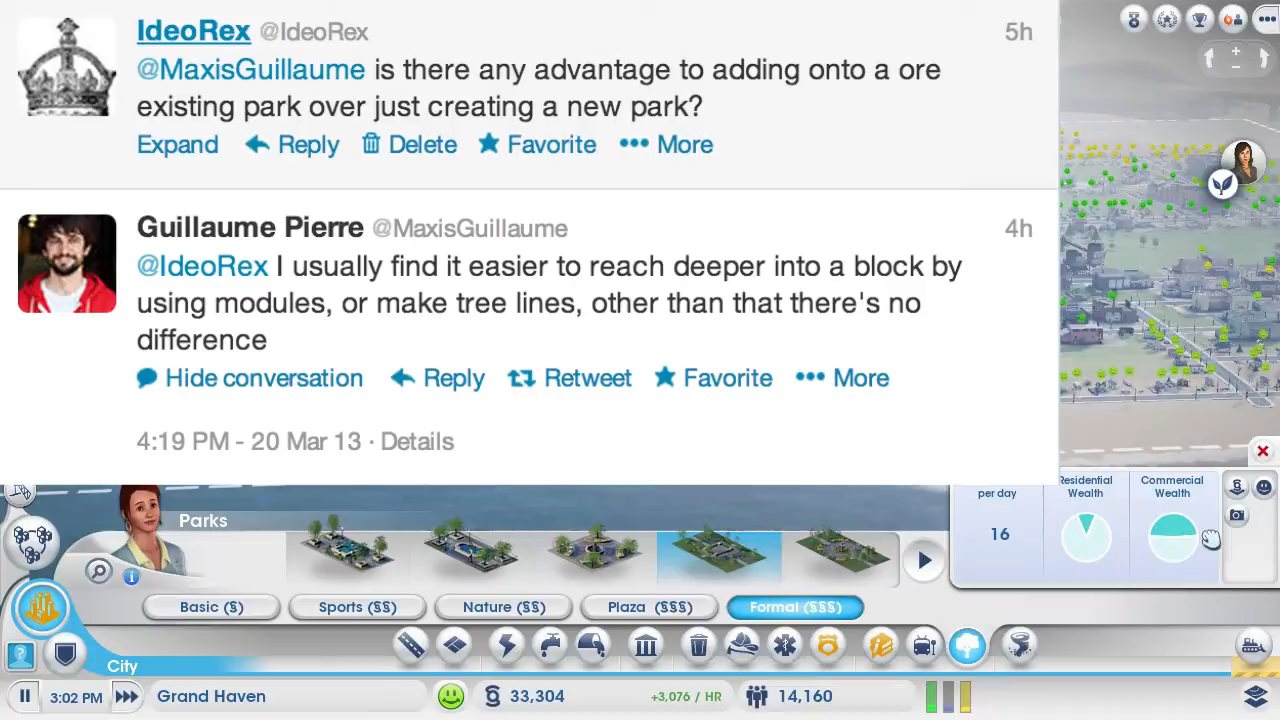 IdeoRex @IdeoRex 5h
@MaxisGuillaume is there any advantage to adding onto a ore
existing park over just creating a new park?
Expand Reply Delete Favorite More
Guillaume Pierre @MaxisGuillaume 4h
@IdeoRex I usually find it easier to reach deeper into a block by
using modules, or make tree lines, other than that there's no
difference
Hide conversation Reply Retweet Favorite More
4:19 PM - 20 Mar 13 · Details
per day
16
Residential
Wealth
Commercial
Wealth
Parks
Basic (§) Sports (§§) Nature (§§) Plaza (§§§) Formal (§§§)
City
3:02 PM Grand Haven 33,304 +3,076 / HR 14,160